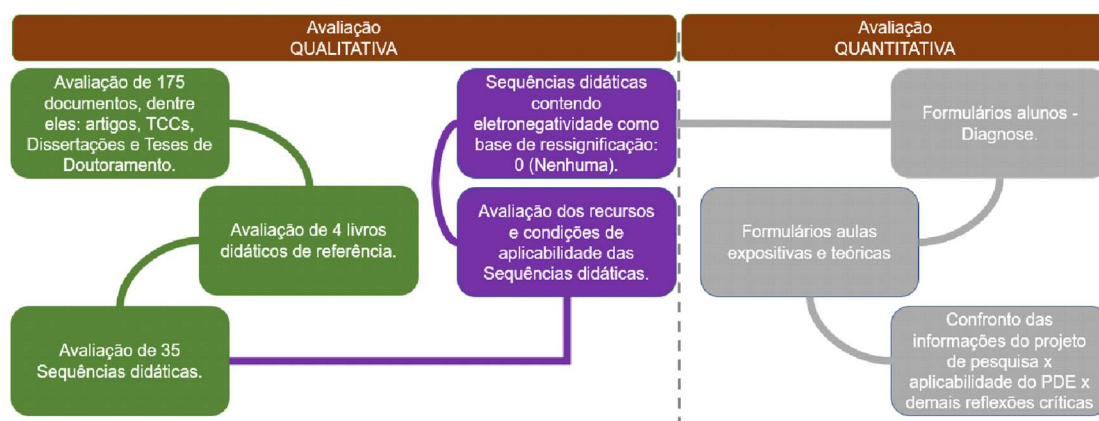 Avaliação
QUALITATIVA
Avaliação
QUANTITATIVA
Avaliação de 175
documentos, dentre
eles: artigos, TCCs,
Dissertações e Teses de
Doutoramento.
Avaliação de 4 livros
didáticos de referência.
Avaliação de 35
Sequências didáticas.
Sequências didáticas
contendo
eletronegatividade como
base de ressignificação:
0 (Nenhuma).
Avaliação dos recursos
e condições de
aplicabilidade das
Sequências didáticas.
Formulários alunos -
Diagnose.
Formulários aulas
expositivas e teóricas
Confronto das
informações do projeto
de pesquisa x
aplicabilidade do PDE x
demais reflexões críticas